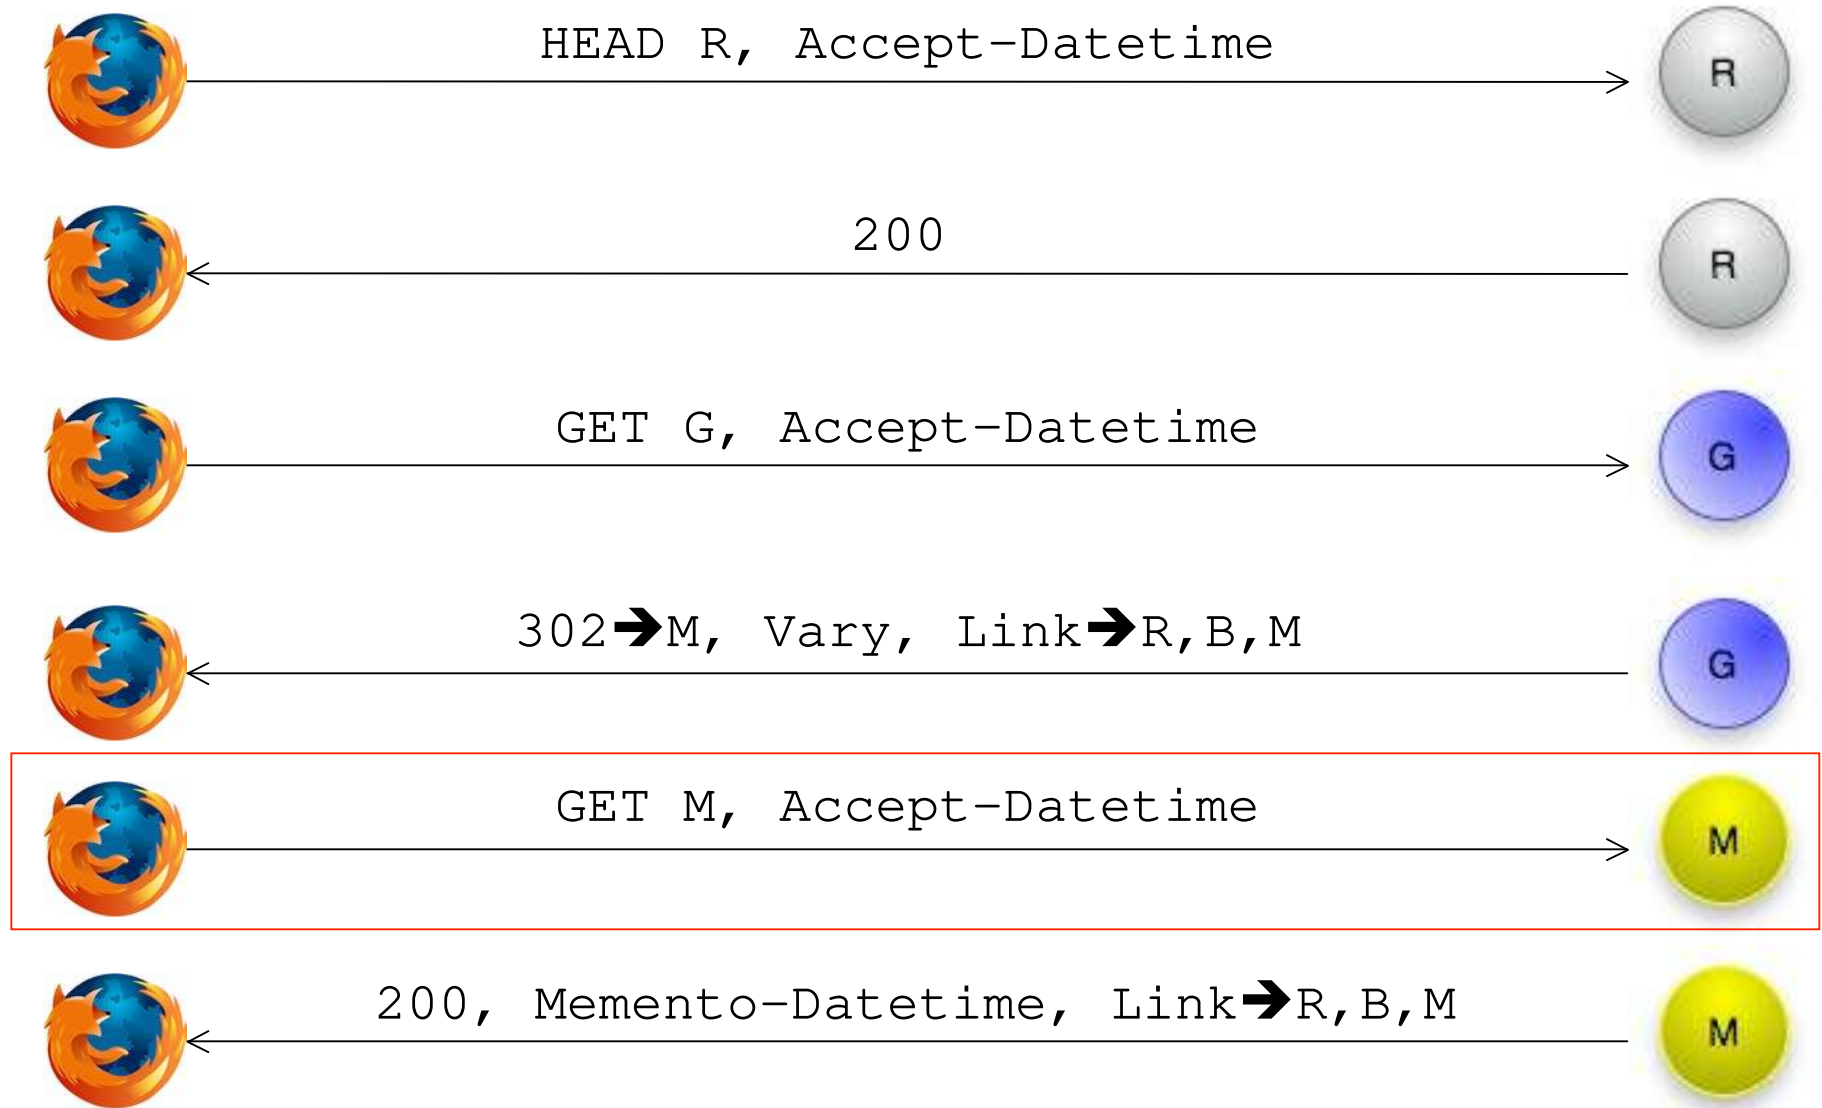 HEAD R, Accept-Datetime
R
200
R
GET G, Accept-Datetime
G
302➔M, Vary, Link➔R,B,M
G
GET M, Accept-Datetime
M
200, Memento-Datetime, Link➔R,B,M
M